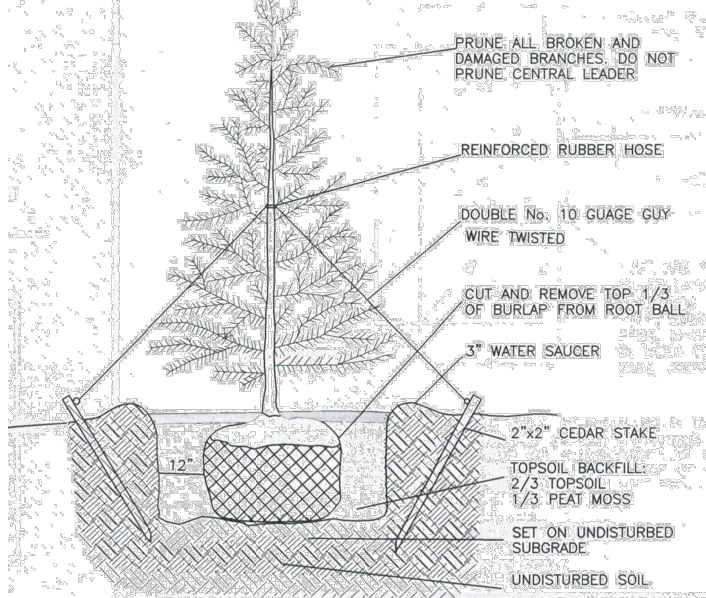 PRUNE ALL BROKEN AND
DAMAGED BRANCHES. DO NOT
PRUNE CENTRAL LEADER
REINFORCED RUBBER HOSE
DOUBLE No. 10 GUAGE GUY
WIRE TWISTED
CUT AND REMOVE TOP 1/3
OF BURLAP FROM ROOT BALL
3" WATER SAUCER
2"x2" CEDAR STAKE
12"
TOPSOIL BACKFILL:
2/3 TOPSOIL
1/3 PEAT MOSS
SET ON UNDISTURBED
SUBGRADE
UNDISTURBED SOIL